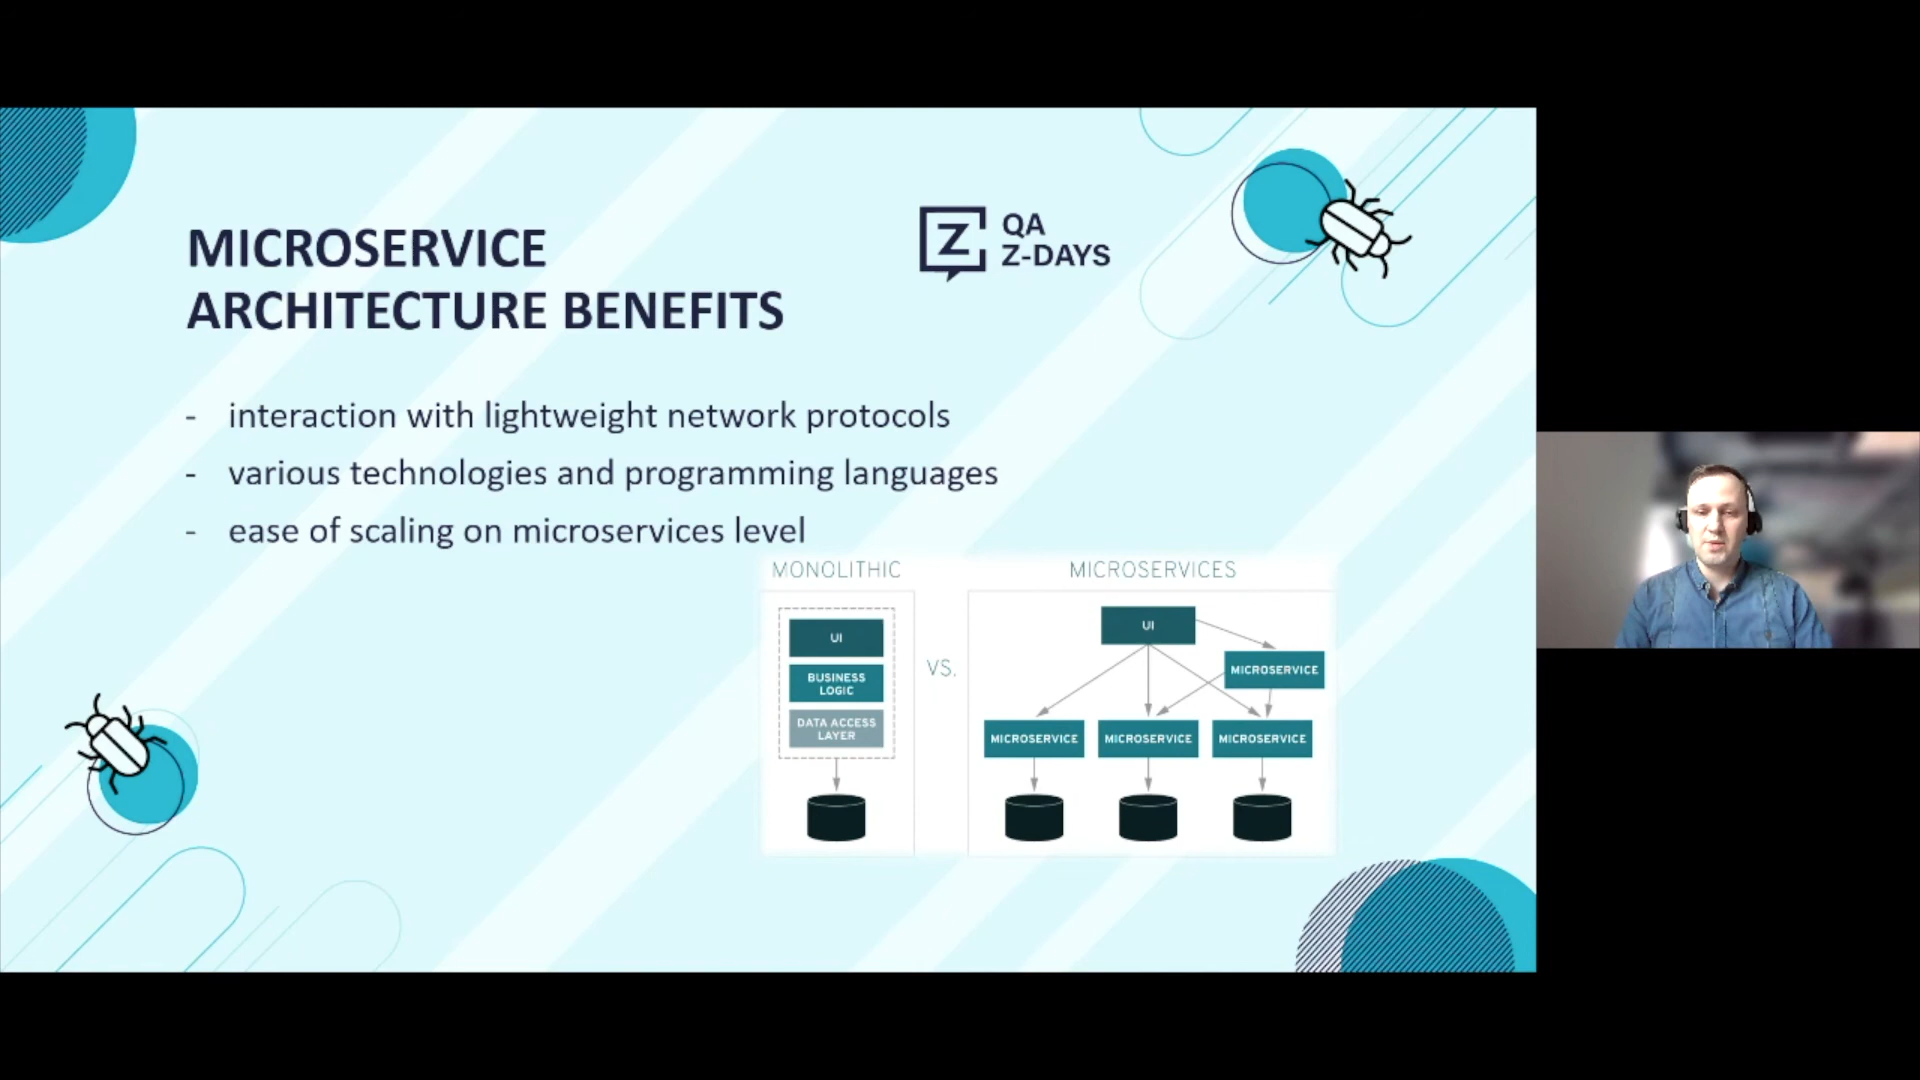 MICROSERVICE
ARCHITECTURE BENEFITS
QA
Z-DAYS
- interaction with lightweight network protocols
- various technologies and programming languages
- ease of scaling on microservices level
MONOLITHIC
UI
BUSINESS
LOGIC
DATA ACCESS
LAYER
VS.
MICROSERVICES
UI
MICROSERVICE
MICROSERVICE
MICROSERVICE
MICROSERVICE